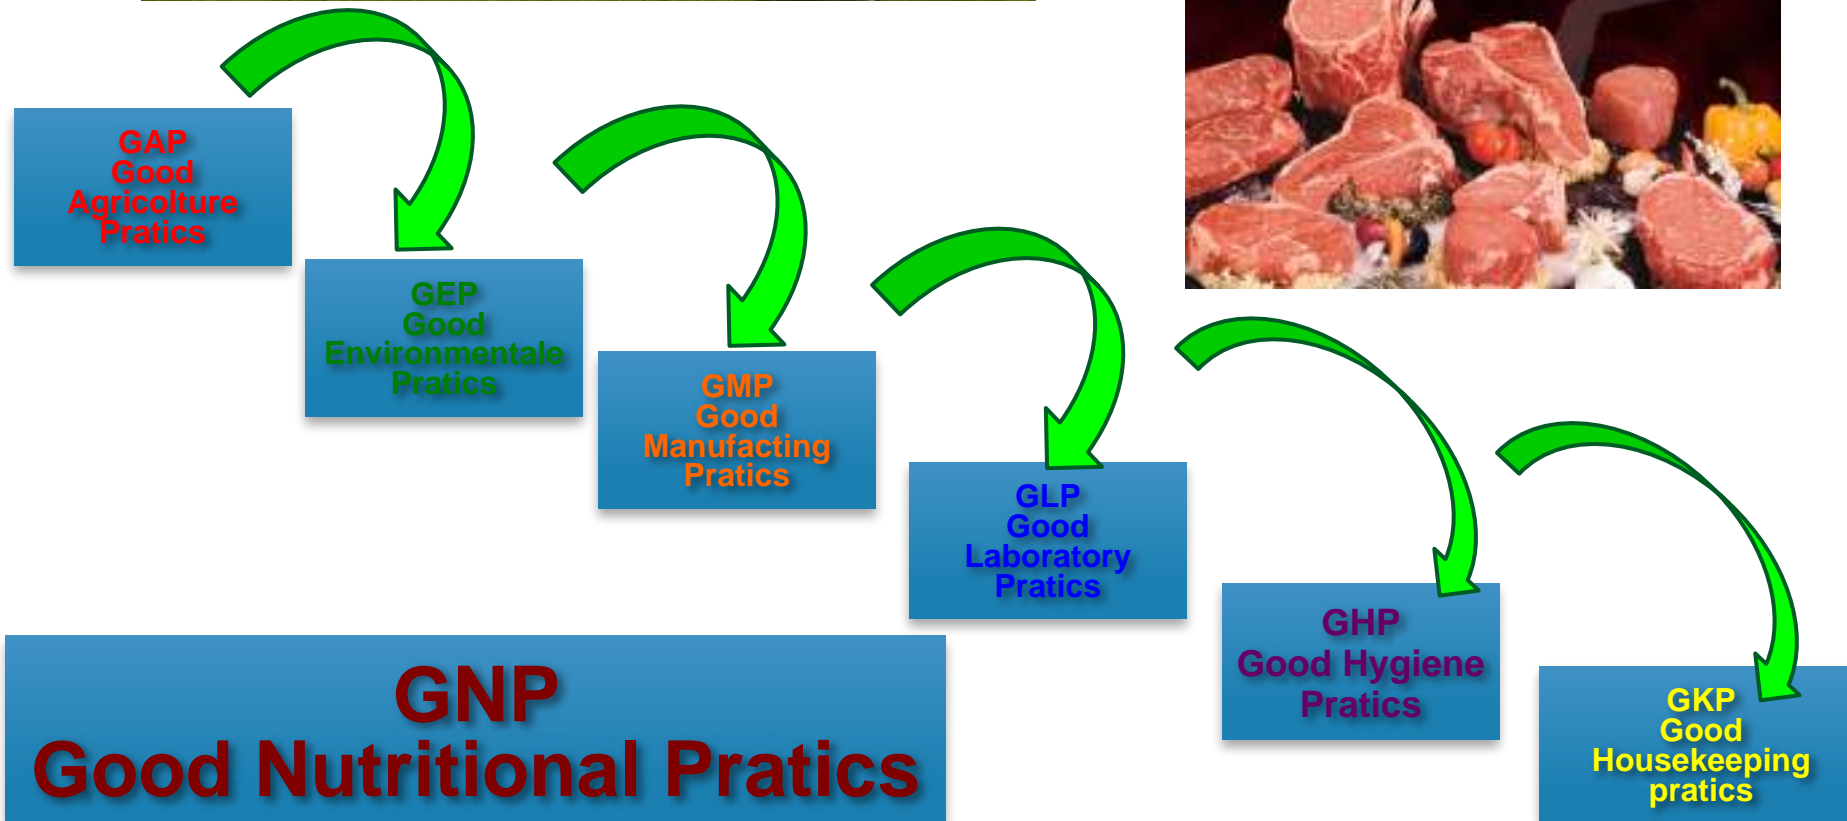 GAP
Good
Agricolture
Pratics
GEP
Good
Environmentale
Pratics
GMP
Good
Manufacting
Pratics
GLP
Good
Laboratory
Pratics
GHP
Good Hygiene
Pratics
GKP
Good
Housekeeping
pratics
GNP
Good Nutritional Pratics